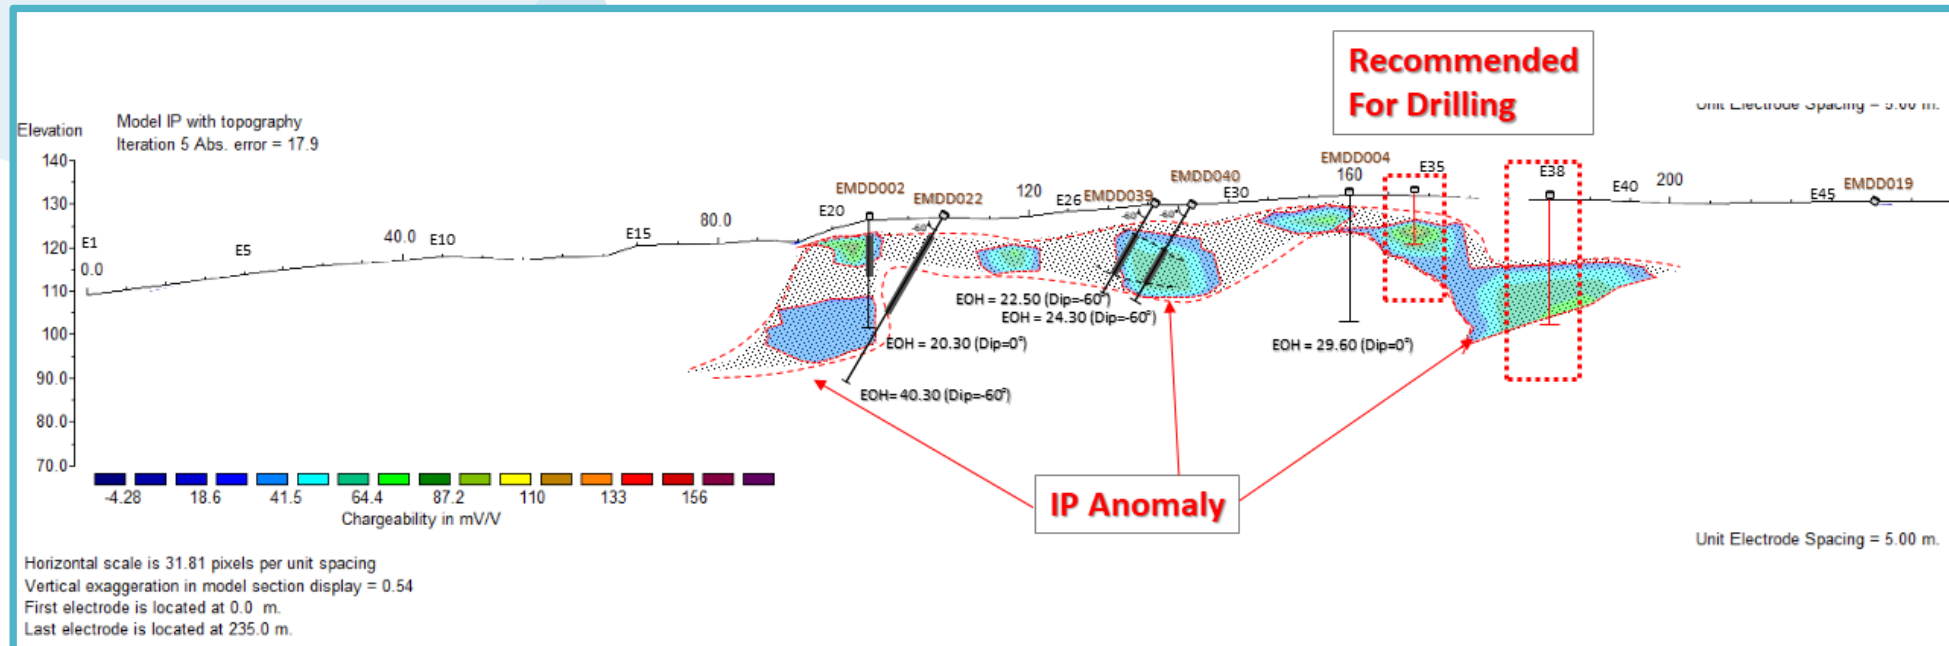 Recommended
For Drilling
Unit Electrode Spacing = 5.00 m.
Model IP with topography
Iteration 5 Abs. error = 17.9
Elevation
140
130
120
110
100
90.0
80.0
70.0
E1
0.0
E5
40.0
E10
E15
80.0
E20
EMDD002
EMDD022
120
E26
EMDD039
EMDD040
E30
EMDD004
160
E35
E38
E40
200
E45
EMDD019
-60°
-60°
-60°
EOH = 22.50 (Dip=-60°)
EOH = 24.30 (Dip=-60°)
EOH = 20.30 (Dip=0°)
EOH = 29.60 (Dip=0°)
EOH= 40.30 (Dip=-60°)
IP Anomaly
-4.28 18.6 41.5 64.4 87.2 110 133 156
Chargeability in mV/V
Unit Electrode Spacing = 5.00 m.
Horizontal scale is 31.81 pixels per unit spacing
Vertical exaggeration in model section display = 0.54
First electrode is located at 0.0 m.
Last electrode is located at 235.0 m.